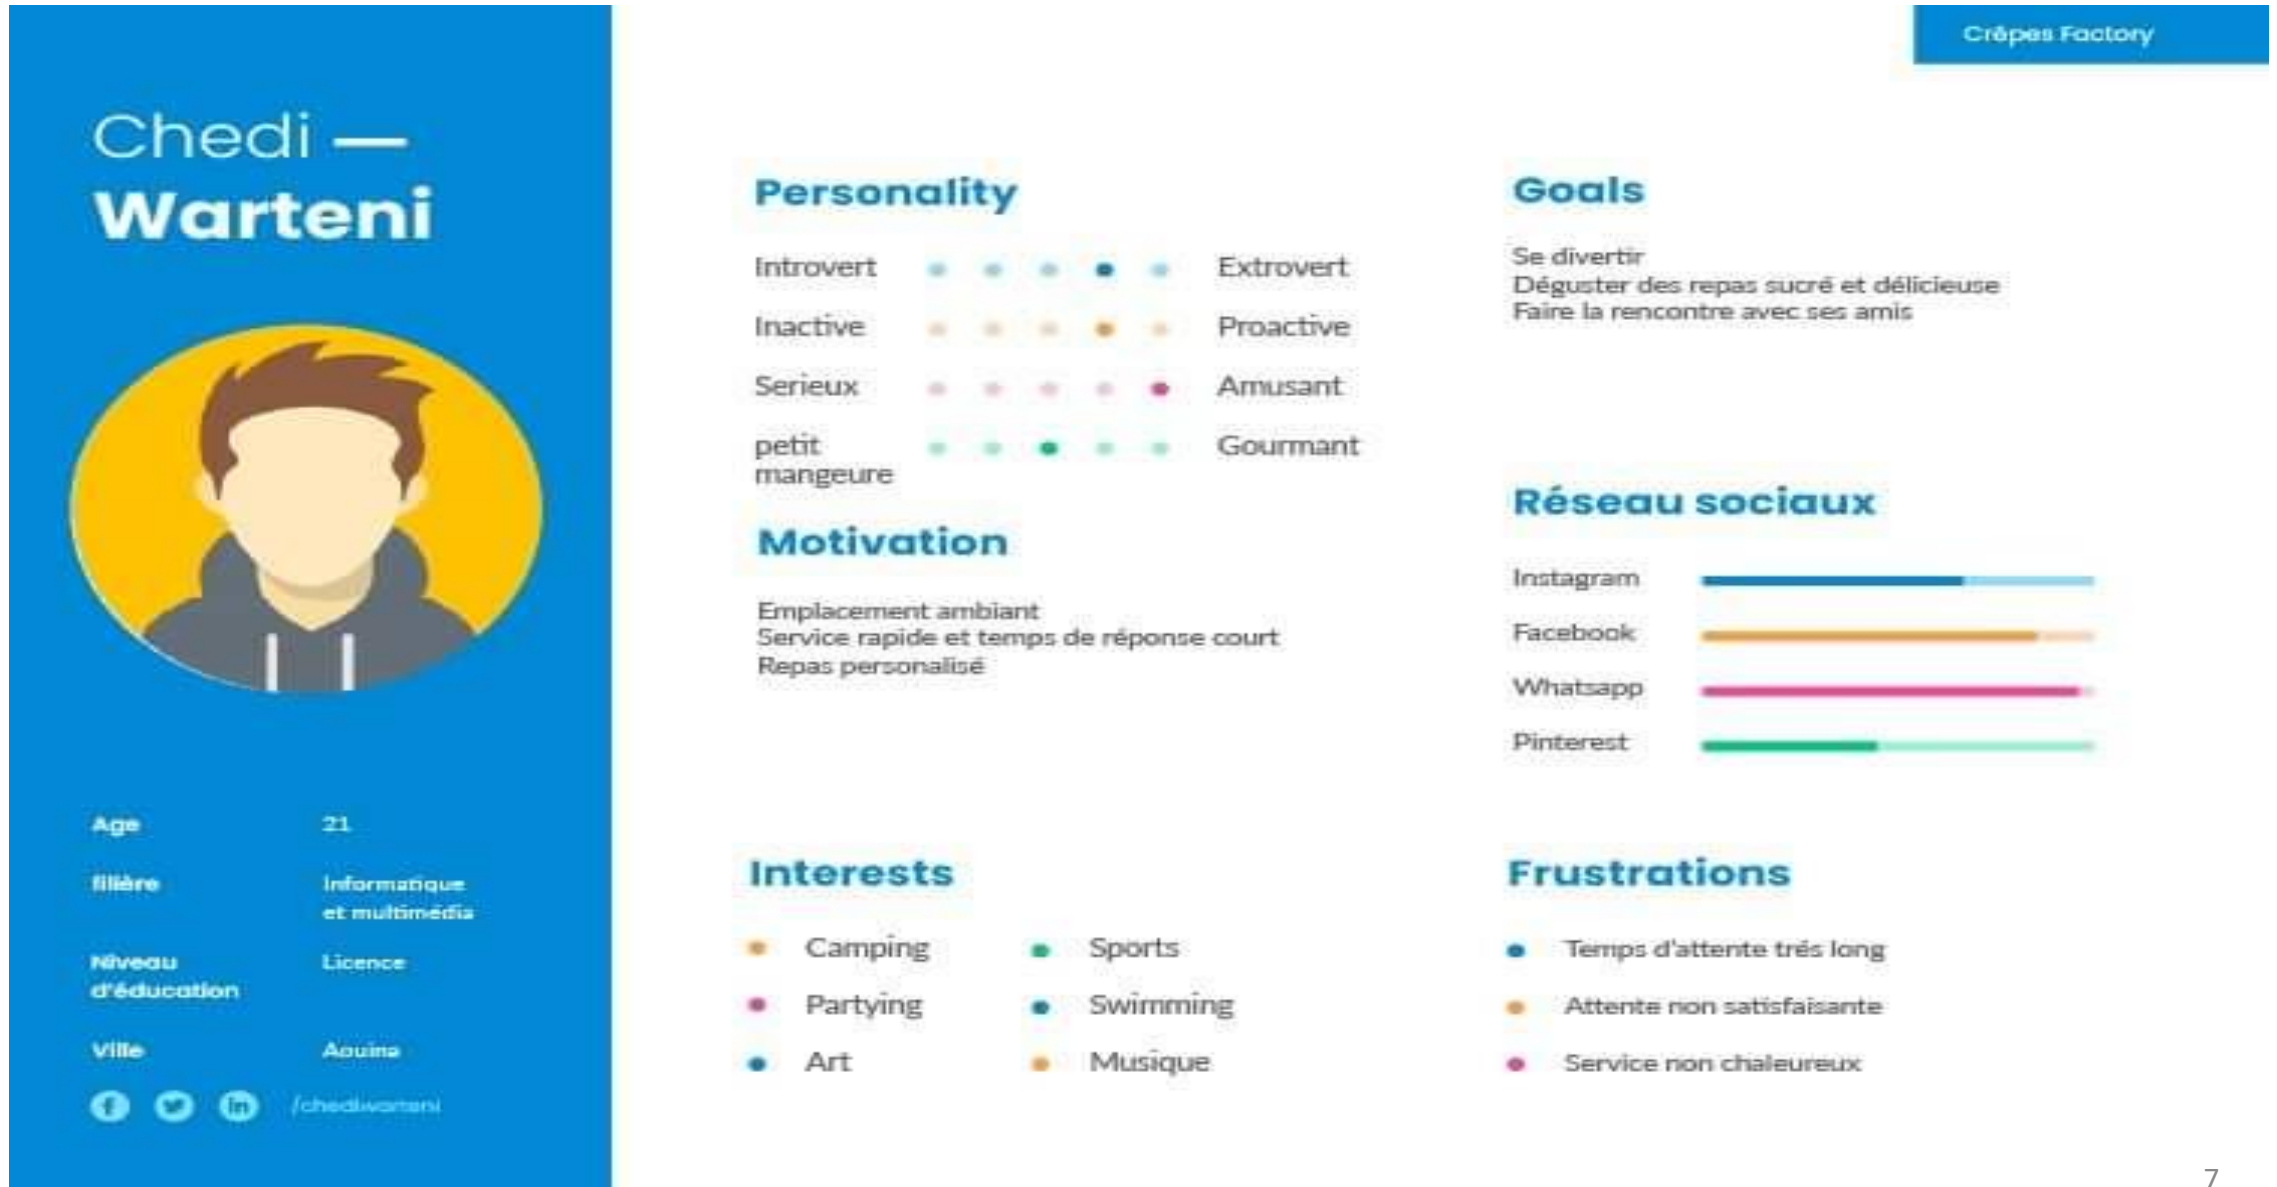 Crêpes Factory
Chedi —
Warteni
Age 21
filière Informatique
et multimédia
Niveau Licence
d'éducation
Ville Aouina
/chediwarteni
Personality
Introvert Extrovert
Inactive Proactive
Serieux Amusant
petit Gourmant
mangeure
Motivation
Emplacement ambiant
Service rapide et temps de réponse court
Repas personalisé
Interests
Camping Sports
Partying Swimming
Art Musique
Goals
Se divertir
Déguster des repas sucré et délicieuse
Faire la rencontre avec ses amis
Réseau sociaux
Instagram
Facebook
Whatsapp
Pinterest
Frustrations
Temps d'attente trés long
Attente non satisfaisante
Service non chaleureux
7